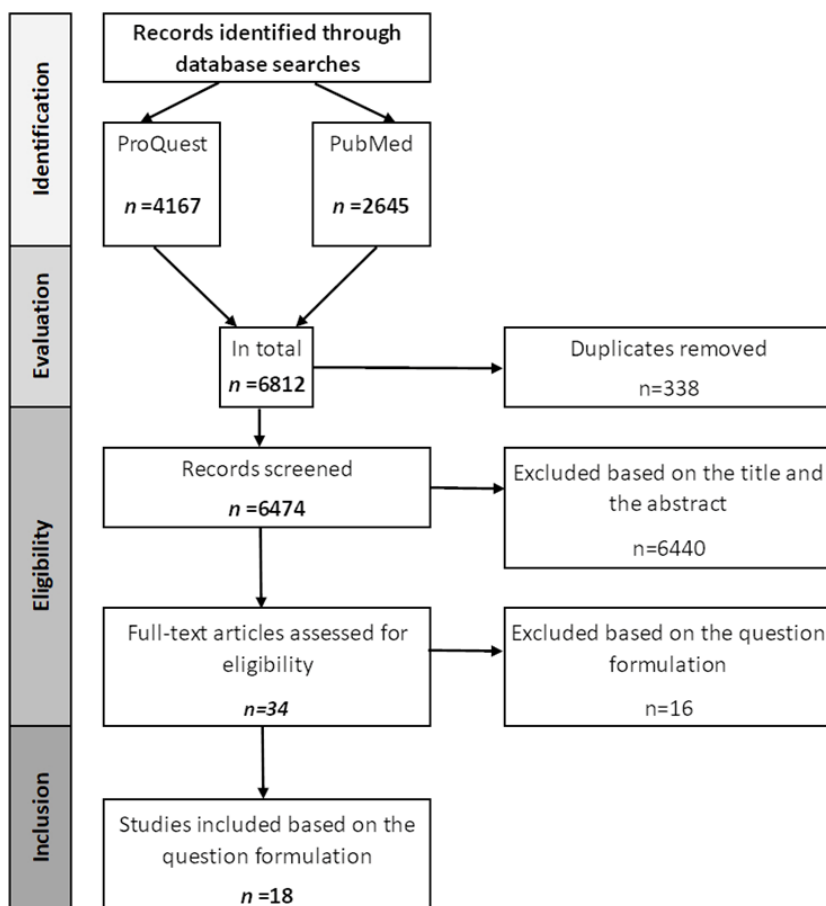 Identification
Records identified through
database searches
ProQuest
n =4167
PubMed
n =2645
Evaluation
In total
n =6812
Duplicates removed
n=338
Eligibility
Records screened
n =6474
Excluded based on the title and
the abstract
n=6440
Full-text articles assessed for
eligibility
n=34
Excluded based on the question
formulation
n=16
Inclusion
Studies included based on the
question formulation
n =18